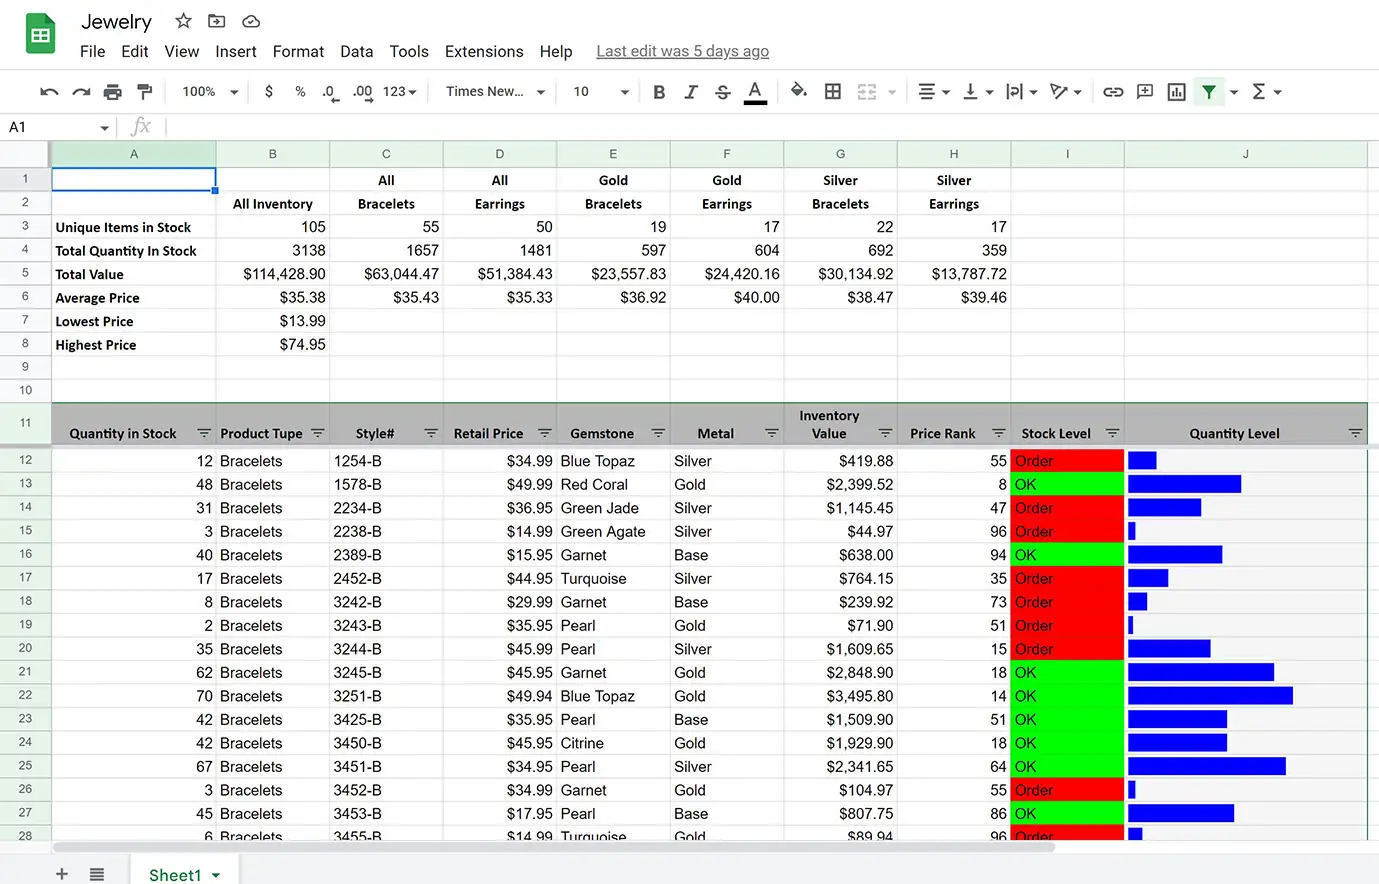 Jewelry
File Edit View Insert Format Data Tools Extensions Help Last edit was 5 days ago
100% $ % .0 .00 123 Times New... 10 B I S A Σ
A1 fx
A B C D E F G H I J
1 All All Gold Gold Silver Silver
2 All Inventory Bracelets Earrings Bracelets Earrings Bracelets Earrings
3 Unique Items in Stock 105 55 50 19 17 22 17
4 Total Quantity In Stock 3138 1657 1481 597 604 692 359
5 Total Value $114,428.90 $63,044.47 $51,384.43 $23,557.83 $24,420.16 $30,134.92 $13,787.72
6 Average Price $35.38 $35.43 $35.33 $36.92 $40.00 $38.47 $39.46
7 Lowest Price $13.99
8 Highest Price $74.95
9
10
11 Quantity in Stock Product Type Style# Retail Price Gemstone Metal Inventory Value Price Rank Stock Level Quantity Level
12 12 Bracelets 1254-B $34.99 Blue Topaz Silver $419.88 55 Order
13 48 Bracelets 1578-B $49.99 Red Coral Gold $2,399.52 8 OK
14 31 Bracelets 2234-B $36.95 Green Jade Silver $1,145.45 47 Order
15 3 Bracelets 2238-B $14.99 Green Agate Silver $44.97 96 Order
16 40 Bracelets 2389-B $15.95 Garnet Base $638.00 94 OK
17 17 Bracelets 2452-B $44.95 Turquoise Silver $764.15 35 Order
18 8 Bracelets 3242-B $29.99 Garnet Base $239.92 73 Order
19 2 Bracelets 3243-B $35.95 Pearl Gold $71.90 51 Order
20 35 Bracelets 3244-B $45.99 Pearl Silver $1,609.65 15 Order
21 62 Bracelets 3245-B $45.95 Garnet Gold $2,848.90 18 OK
22 70 Bracelets 3251-B $49.94 Blue Topaz Gold $3,495.80 14 OK
23 42 Bracelets 3425-B $35.95 Pearl Base $1,509.90 51 OK
24 42 Bracelets 3450-B $45.95 Citrine Gold $1,929.90 18 OK
25 67 Bracelets 3451-B $34.95 Pearl Silver $2,341.65 64 OK
26 3 Bracelets 3452-B $34.99 Garnet Gold $104.97 55 Order
27 45 Bracelets 3453-B $17.95 Pearl Base $807.75 86 OK
28 6 Bracelets 3455-B $14.99 Turquoise Gold $89.94 96 Order
Sheet1